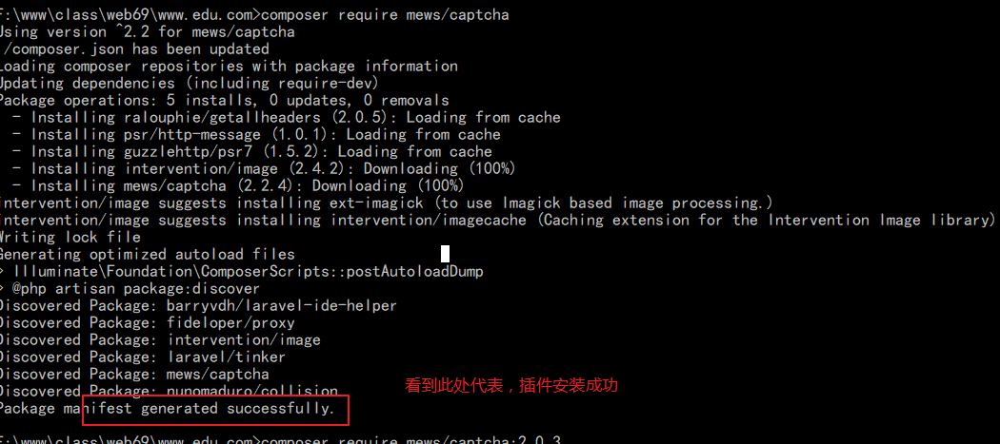 F:\www\class\web69\www.edu.com>composer require mews/captcha
Using version ^2.2 for mews/captcha
./composer.json has been updated
Loading composer repositories with package information
Updating dependencies (including require-dev)
Package operations: 5 installs, 0 updates, 0 removals
- Installing ralouphie/getallheaders (2.0.5): Loading from cache
- Installing psr/http-message (1.0.1): Loading from cache
- Installing guzzlehttp/psr7 (1.5.2): Loading from cache
- Installing intervention/image (2.4.2): Downloading (100%)
- Installing mews/captcha (2.2.4): Downloading (100%)
intervention/image suggests installing ext-imagick (to use Imagick based image processing.)
intervention/image suggests installing intervention/imagecache (Caching extension for the Intervention Image library)
Writing lock file
Generating optimized autoload files
> Illuminate\Foundation\ComposerScripts::postAutoloadDump
> @php artisan package:discover
Discovered Package: barryvdh/laravel-ide-helper
Discovered Package: fideloper/proxy
Discovered Package: intervention/image
Discovered Package: laravel/tinker
Discovered Package: mews/captcha
看到此处代表，插件安装成功
Discovered Package: nunomaduro/collision
Package manifest generated successfully.
F:\www\class\web69\www.edu.com>composer require mews/captcha:2.0.3